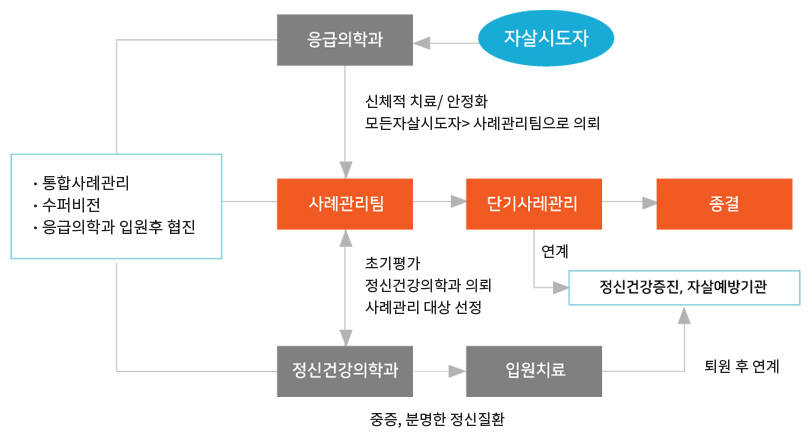 응급의학과
자살시도자
신체적 치료/ 안정화
모든자살시도자> 사례관리팀으로 의뢰
· 통합사례관리
· 수퍼비전
· 응급의학과 입원후 협진
사례관리팀
단기사레관리
종결
연계
초기평가
정신건강의학과 의뢰
사례관리 대상 선정
정신건강증진, 자살예방기관
정신건강의학과
입원치료
퇴원 후 연계
중증, 분명한 정신질환